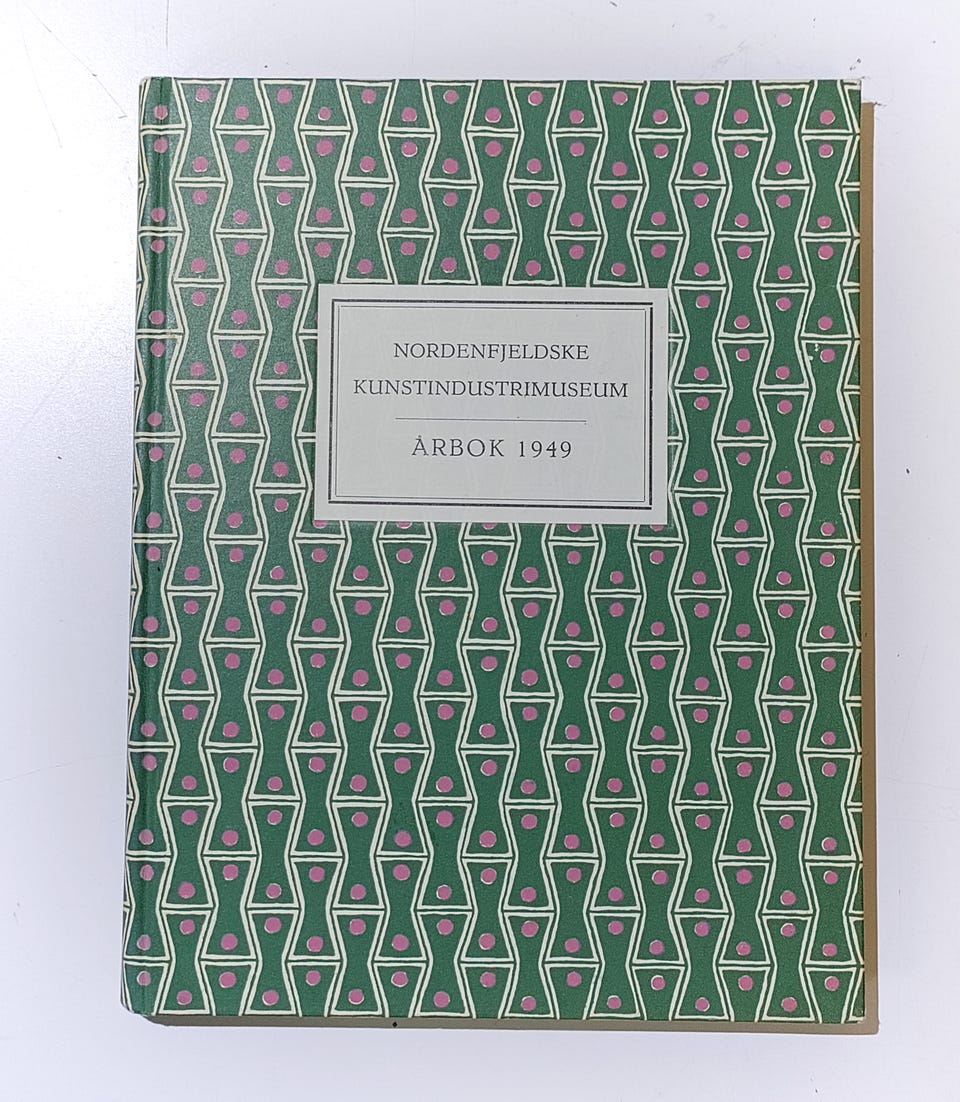 NORDENFJELDSKE
KUNSTINDUSTRIMUSEUM
ÅRBOK 1949